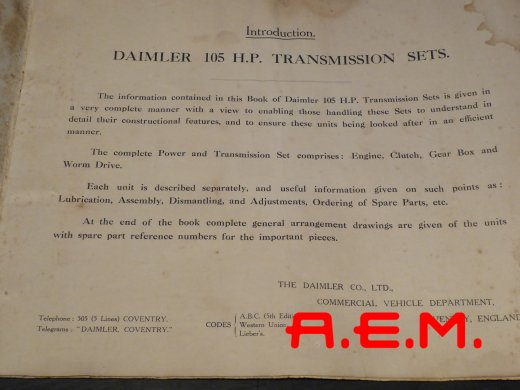 Introduction.
DAIMLER 105 H.P. TRANSMISSION SETS.
The information contained in this Book of Daimler 105 H.P. Transmission Sets is given in
a very complete manner with a view to enabling those handling these Sets to understand in
detail their constructional features, and to ensure these units being looked after in an efficient
manner.
The complete Power and Transmission Set comprises: Engine, Clutch, Gear Box and
Worm Drive.
Each unit is described separately, and useful information given on such points as:
Lubrication, Assembly, Dismantling, and Adjustments, Ordering of Spare Parts, etc.
At the end of the book complete general arrangement drawings are given of the units
with spare part reference numbers for the important pieces.
THE DAIMLER CO., LTD.,
COMMERCIAL VEHICLE DEPARTMENT,
ENGLAND
Telephone: 505 (5 Lines) COVENTRY.
Telegrams: "DAIMLER, COVENTRY."
CODES
A.B.C. (5th Edit
Western Union,
Lieber's.
A.E.M.